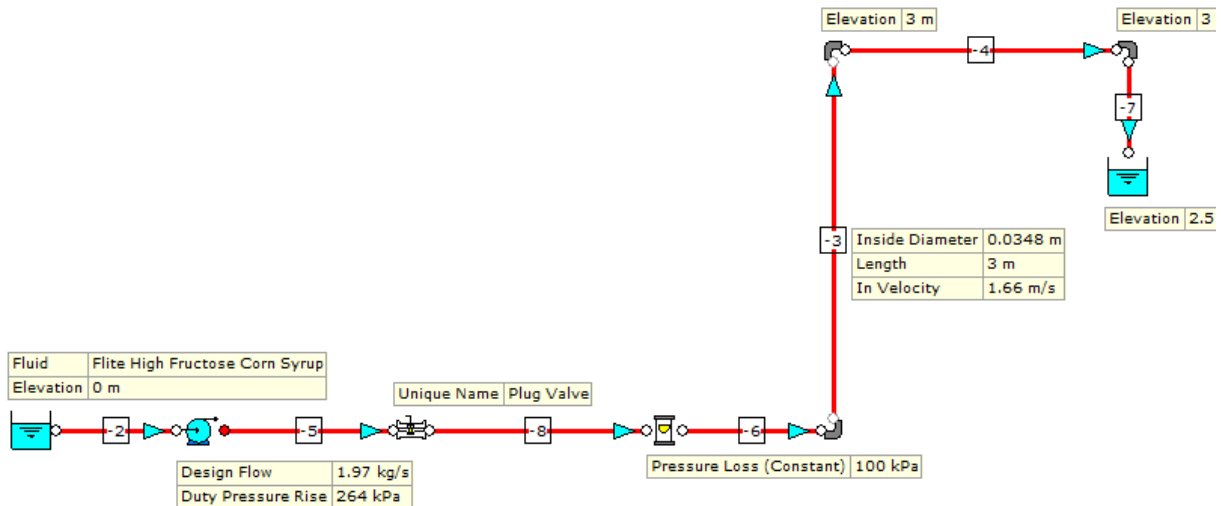 Elevation 3 m
Elevation 3
-4
-7
Elevation 2.5
-3
Inside Diameter 0.0348 m
Length 3 m
In Velocity 1.66 m/s
Fluid Flite High Fructose Corn Syrup
Elevation 0 m
Unique Name Plug Valve
-2
-5
-8
-6
Design Flow 1.97 kg/s
Duty Pressure Rise 264 kPa
Pressure Loss (Constant) 100 kPa